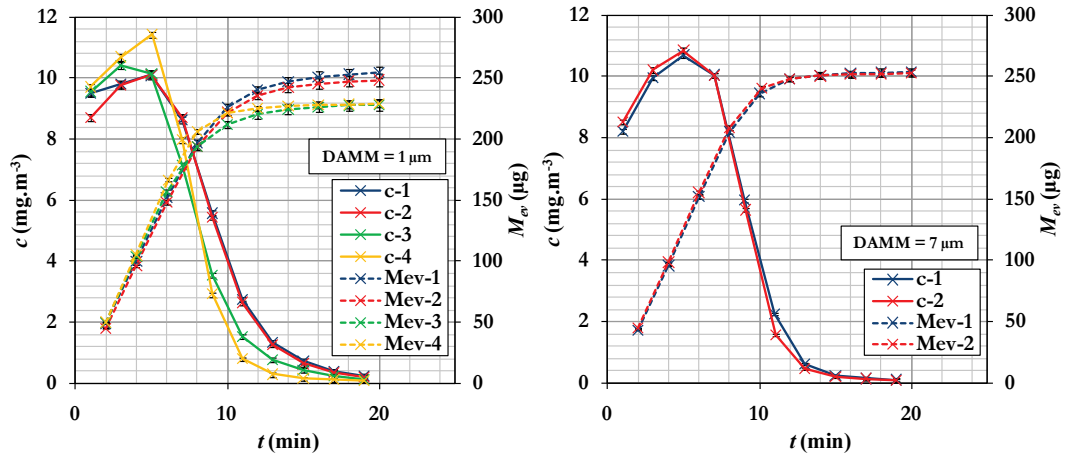 12
10
8
6
4
2
0
c (mg.m-3)
300
250
200
150
100
50
0
Mev (µg)
DAMM = 1 µm
c-1
c-2
c-3
c-4
Mev-1
Mev-2
Mev-3
Mev-4
0 10 20
t (min)
12
10
8
6
4
2
0
c (mg.m-3)
300
250
200
150
100
50
0
Mev (µg)
DAMM = 7 µm
c-1
c-2
Mev-1
Mev-2
0 10 20
t (min)